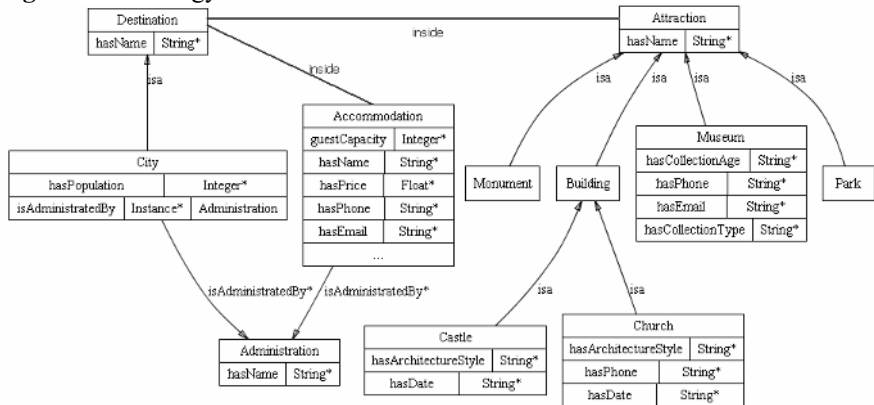 Destination
hasName String*
Attraction
hasName String*
inside
inside
isa
isa
isa
isa
isa
Accommodation
guestCapacity Integer*
hasName String*
hasPrice Float*
hasPhone String*
hasEmail String*
...
City
hasPopulation Integer*
isAdministratedBy Instance* Administration
Monument
Building
Museum
hasCollectionAge String*
hasPhone String*
hasEmail String*
hasCollectionType String*
Park
isAdministratedBy*
isAdministratedBy*
isa
isa
Administration
hasName String*
Castle
hasArchitectureStyle String*
hasDate String*
Church
hasArchitectureStyle String*
hasPhone String*
hasDate String*